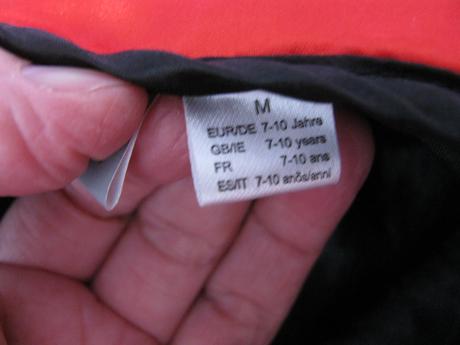 M
EUR/DE 7-10 Jahre
GB/IE 7-10 years
FR 7-10 ans
ES/IT 7-10 anõs/anni